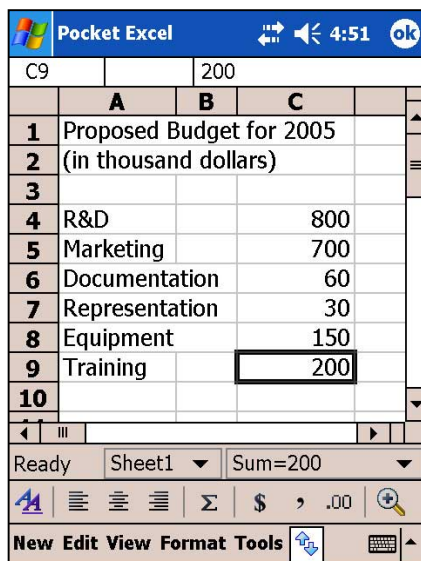 Pocket Excel 4:51 ok
C9 200
A B C
1 Proposed Budget for 2005
2 (in thousand dollars)
3
4 R&D 800
5 Marketing 700
6 Documentation 60
7 Representation 30
8 Equipment 150
9 Training 200
10
Ready Sheet1 Sum=200
AA Σ $ , .00
New Edit View Format Tools